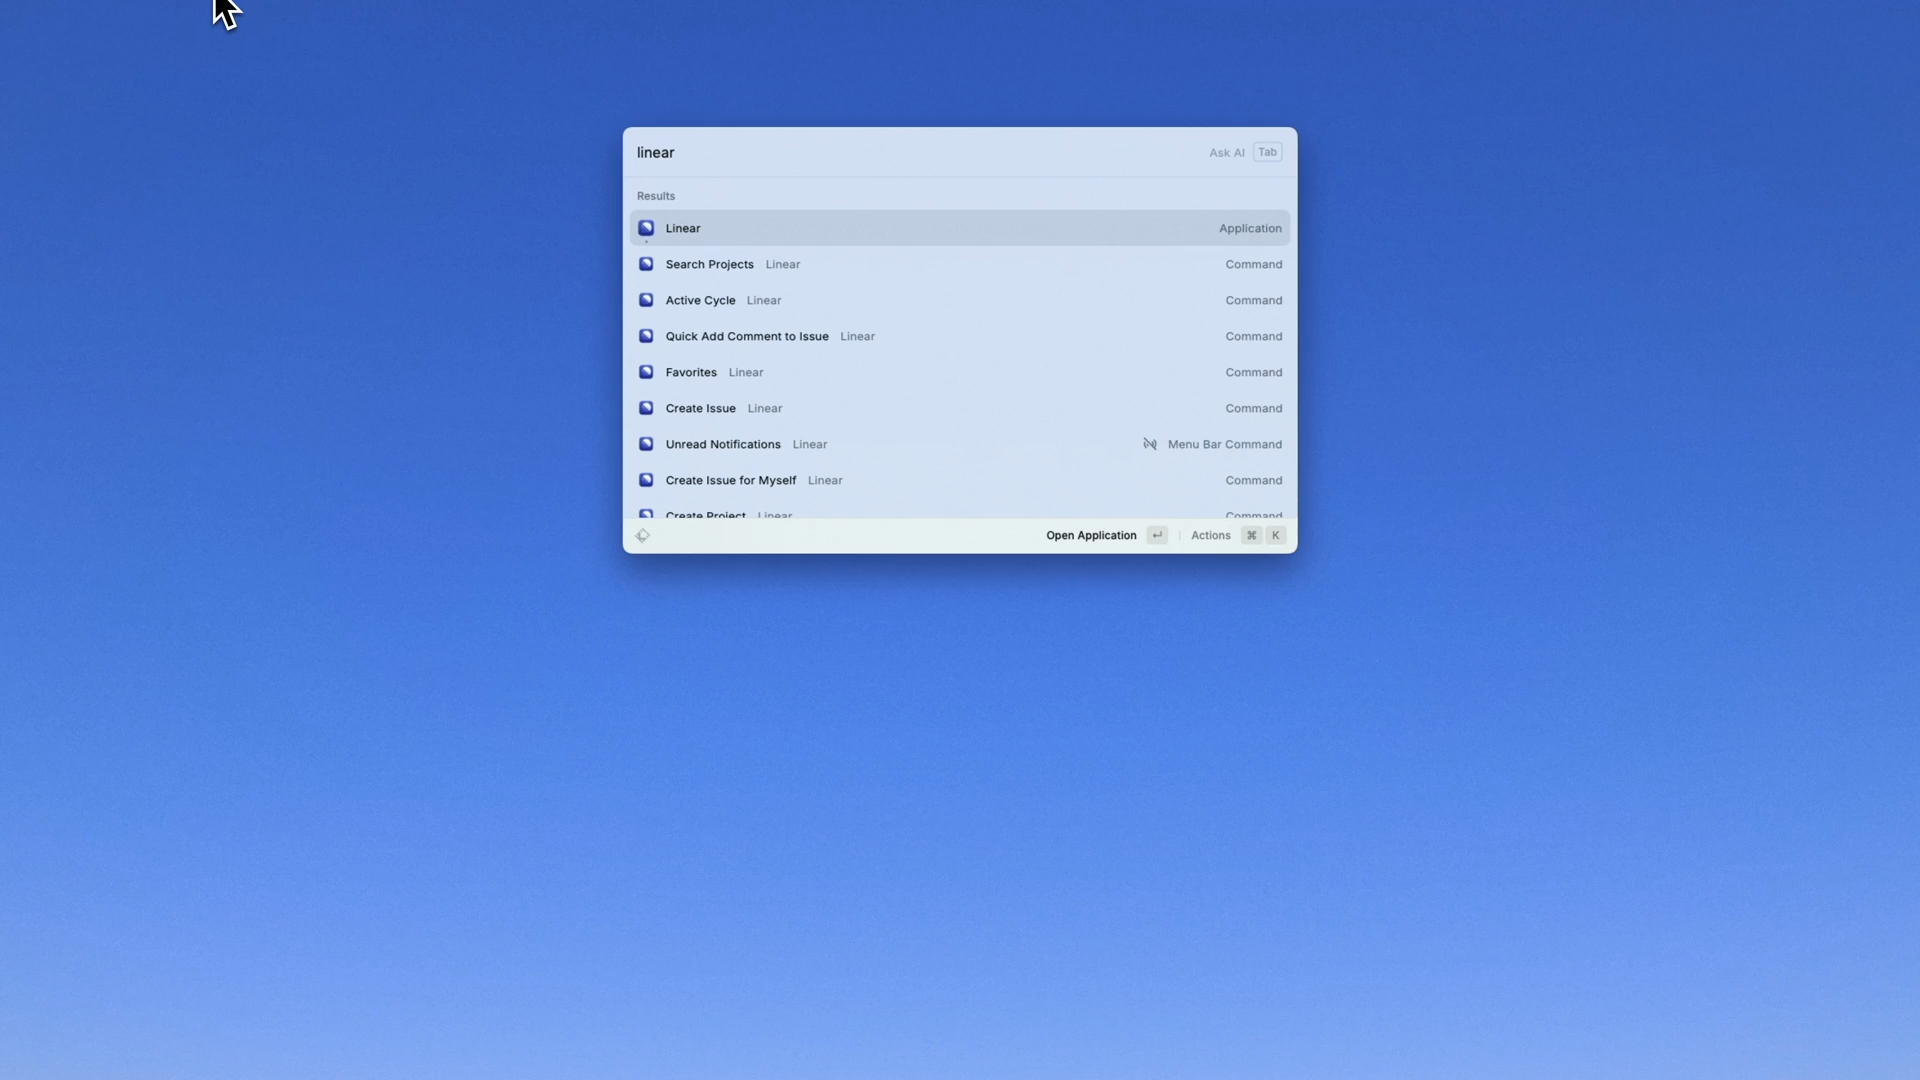 linear Ask AI Tab
Results
Linear Application
Search Projects Linear Command
Active Cycle Linear Command
Quick Add Comment to Issue Linear Command
Favorites Linear Command
Create Issue Linear Command
Unread Notifications Linear Menu Bar Command
Create Issue for Myself Linear Command
Create Project Linear Command
Open Application ↵ Actions ⌘ K